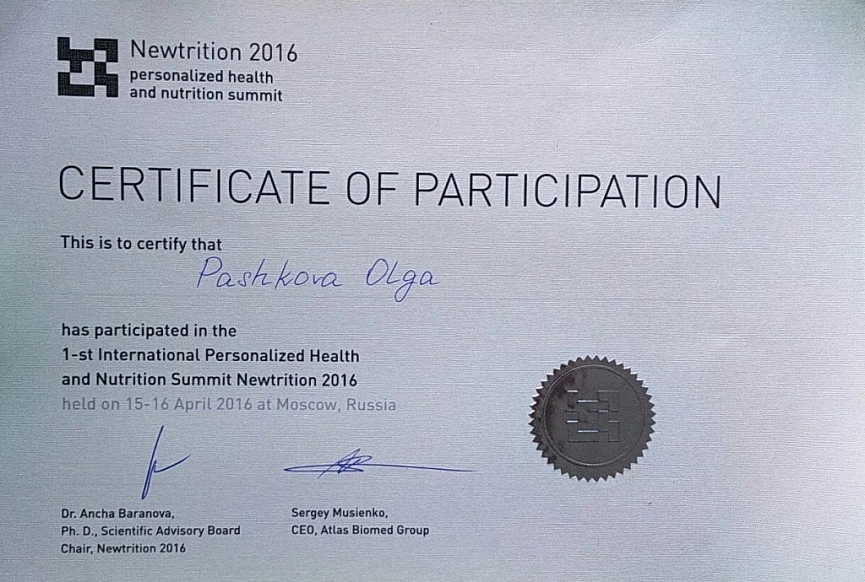 Newtrition 2016
personalized health
and nutrition summit
CERTIFICATE OF PARTICIPATION
This is to certify that
Pashkova Olga
has participated in the
1-st International Personalized Health
and Nutrition Summit Newtrition 2016
held on 15-16 April 2016 at Moscow, Russia
Dr. Ancha Baranova,
Ph. D., Scientific Advisory Board
Chair, Newtrition 2016
Sergey Musienko,
CEO, Atlas Biomed Group